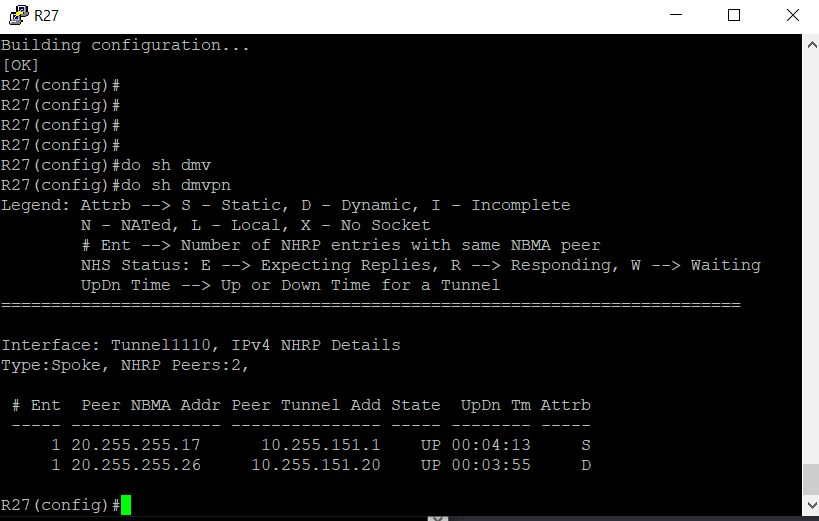 R27
Building configuration...
[OK]
R27(config)#
R27(config)#
R27(config)#
R27(config)#
R27(config)#do sh dmv
R27(config)#do sh dmvpn
Legend: Attrb --> S - Static, D - Dynamic, I - Incomplete
        N - NATed, L - Local, X - No Socket
        # Ent --> Number of NHRP entries with same NBMA peer
        NHS Status: E --> Expecting Replies, R --> Responding, W --> Waiting
        UpDn Time --> Up or Down Time for a Tunnel
==========================================================================

Interface: Tunnel1110, IPv4 NHRP Details
Type:Spoke, NHRP Peers:2,

 # Ent  Peer NBMA Addr Peer Tunnel Add State  UpDn Tm Attrb
 ----- --------------- --------------- ----- -------- -----
     1 20.255.255.17      10.255.151.1    UP 00:04:13     S
     1 20.255.255.26     10.255.151.20    UP 00:03:55     D

R27(config)#